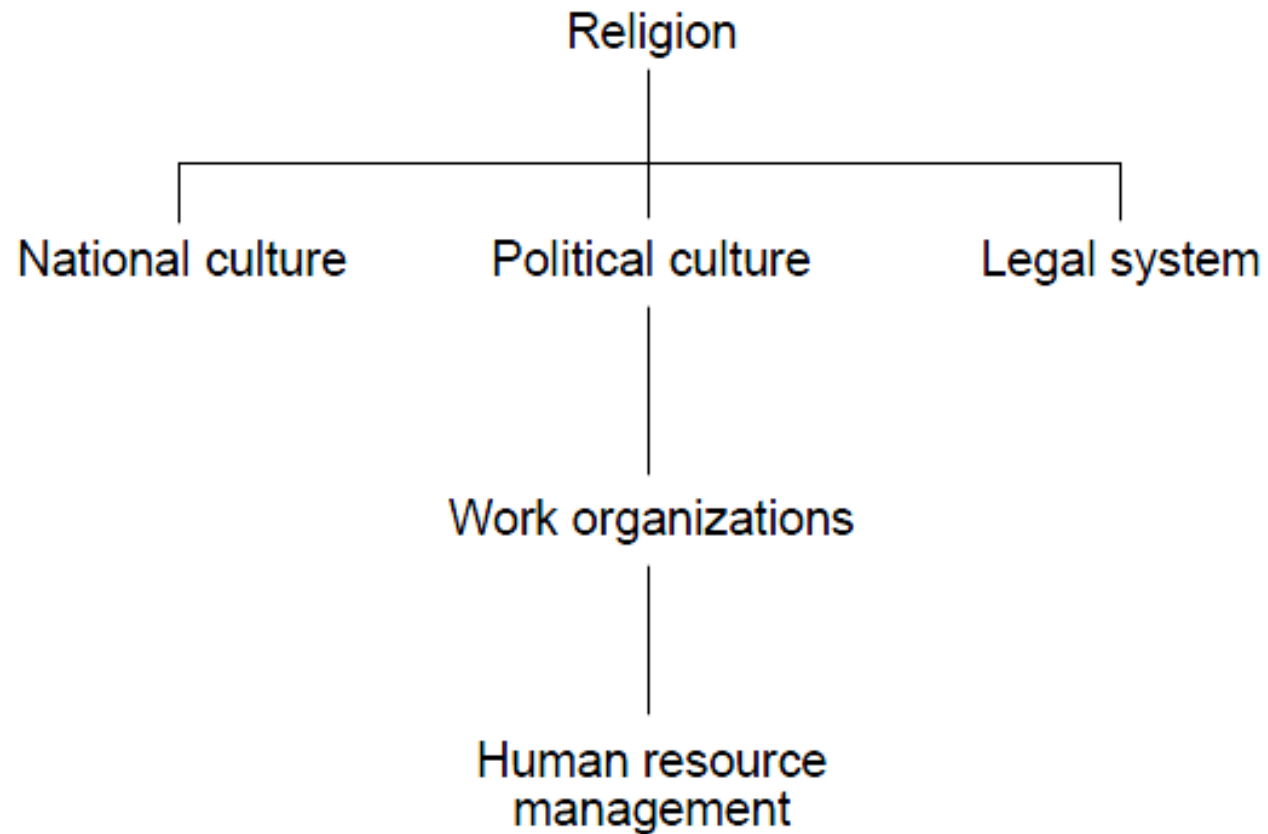 Religion
National culture
Political culture
Legal system
Work organizations
Human resource
management